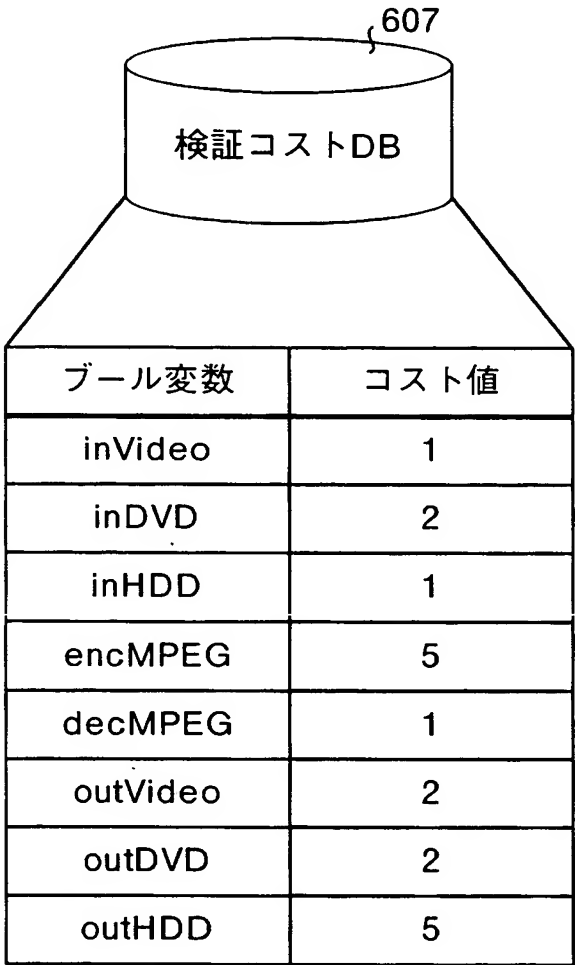 607
検証コストDB
ブール変数 コスト値
inVideo 1
inDVD 2
inHDD 1
encMPEG 5
decMPEG 1
outVideo 2
outDVD 2
outHDD 5